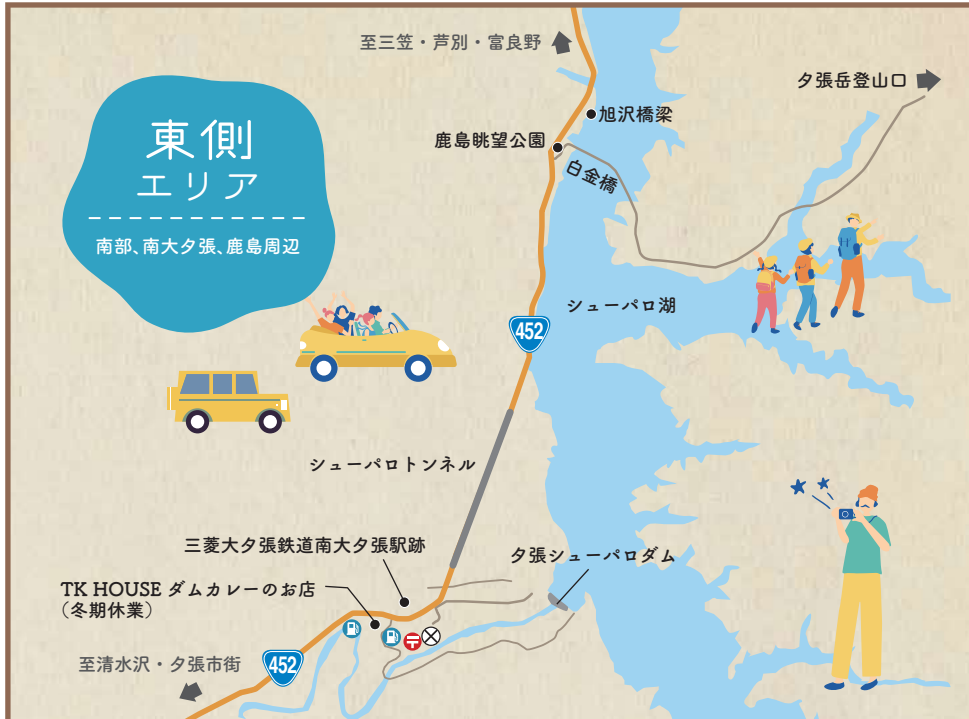 至三笠・芦別・富良野
夕張岳登山口
旭沢橋梁
鹿島眺望公園
白金橋
東側
エリア
南部、南大夕張、鹿島周辺
シューパロ湖
452
シューパロトンネル
三菱大夕張鉄道南大夕張駅跡
夕張シューパロダム
TK HOUSE ダムカレーのお店
（冬期休業）
至清水沢・夕張市街
452